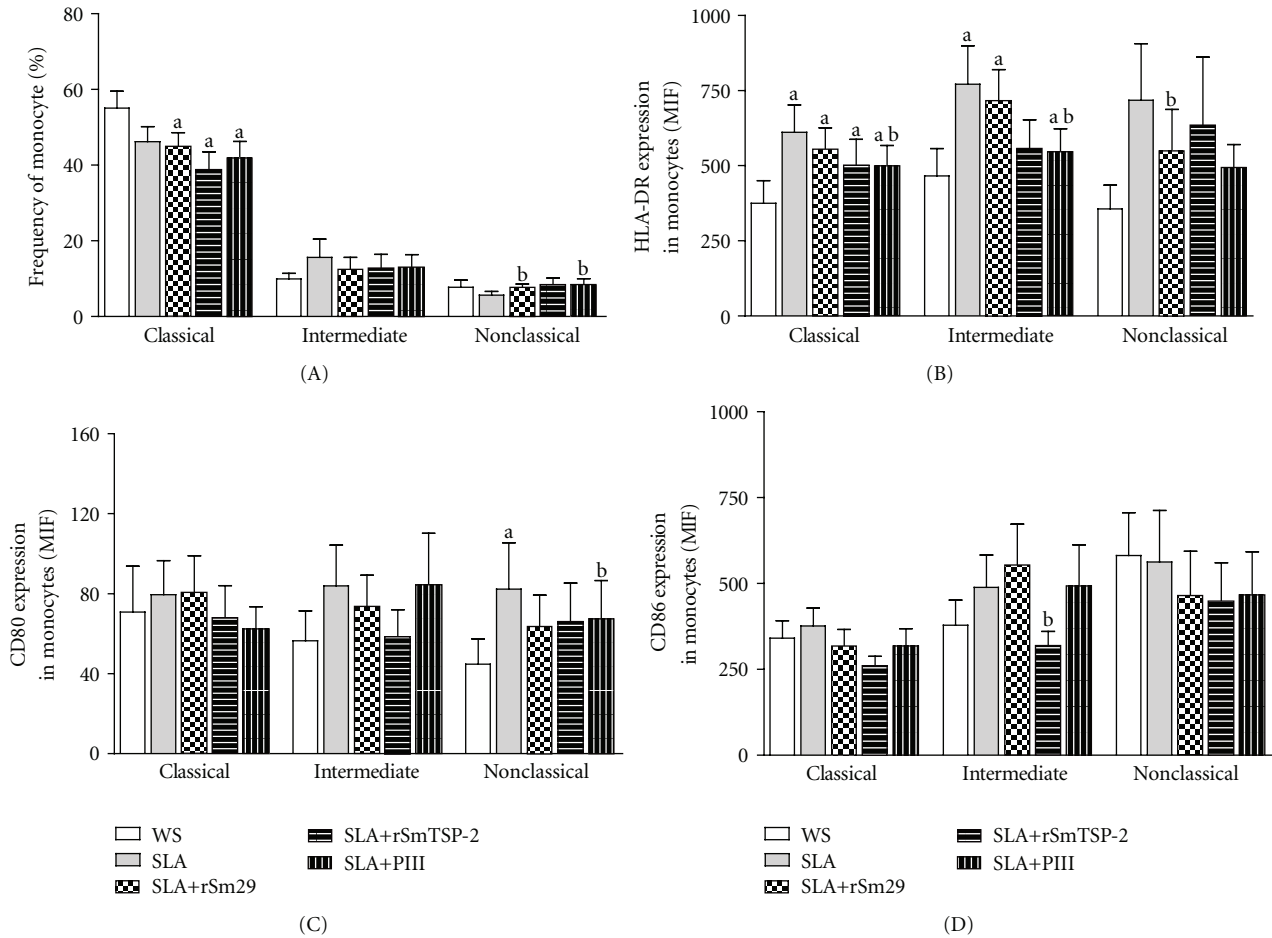 80
60
40
20
0
Frequency of monocyte (%)
a
a
a
b
b
Classical
Intermediate
Nonclassical
(A)
1000
750
500
250
0
HLA-DR expression
in monocytes (MIF)
a
a
a
a b
a
a
a b
b
Classical
Intermediate
Nonclassical
(B)
160
120
80
40
0
CD80 expression
in monocytes (MIF)
a
b
Classical
Intermediate
Nonclassical
WS
SLA
SLA+rSm29
SLA+rSmTSP-2
SLA+PIII
(C)
1000
750
500
250
0
CD86 expression
in monocytes (MIF)
b
Classical
Intermediate
Nonclassical
WS
SLA
SLA+rSm29
SLA+rSmTSP-2
SLA+PIII
(D)